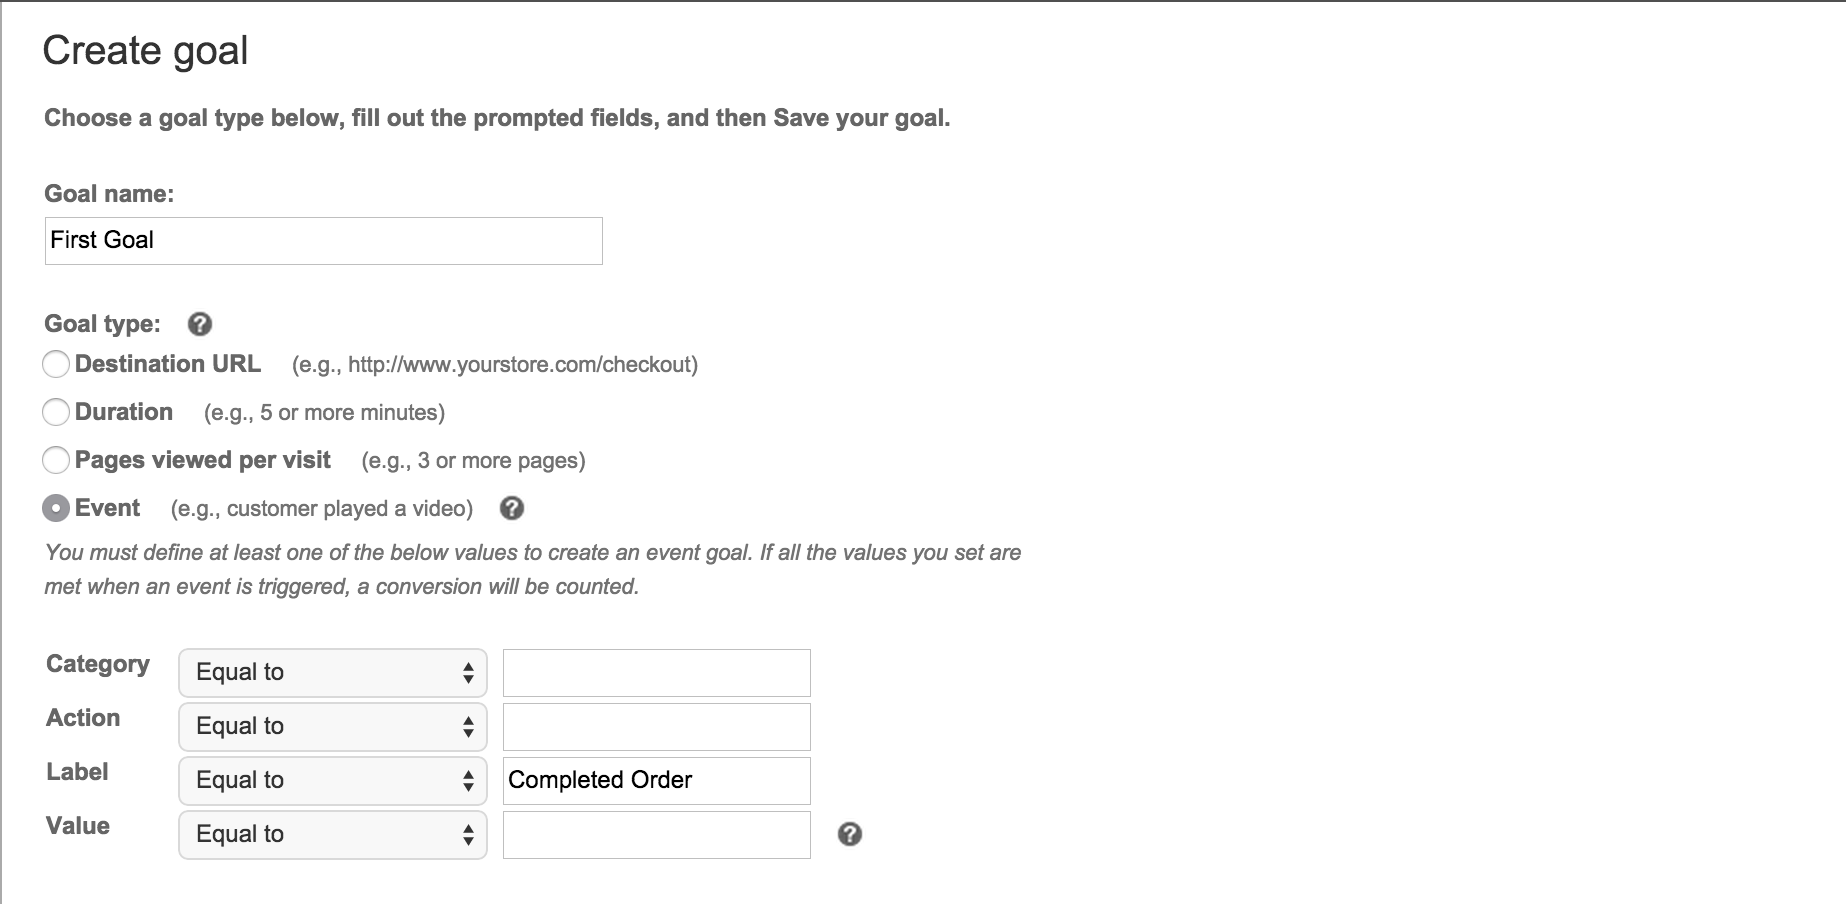 Create goal
Choose a goal type below, fill out the prompted fields, and then Save your goal.
Goal name:
First Goal
Goal type: ?
Destination URL (e.g., http://www.yourstore.com/checkout)
Duration (e.g., 5 or more minutes)
Pages viewed per visit (e.g., 3 or more pages)
Event (e.g., customer played a video) ?
You must define at least one of the below values to create an event goal. If all the values you set are
met when an event is triggered, a conversion will be counted.
Category Equal to
Action Equal to
Label Equal to Completed Order
Value Equal to ?